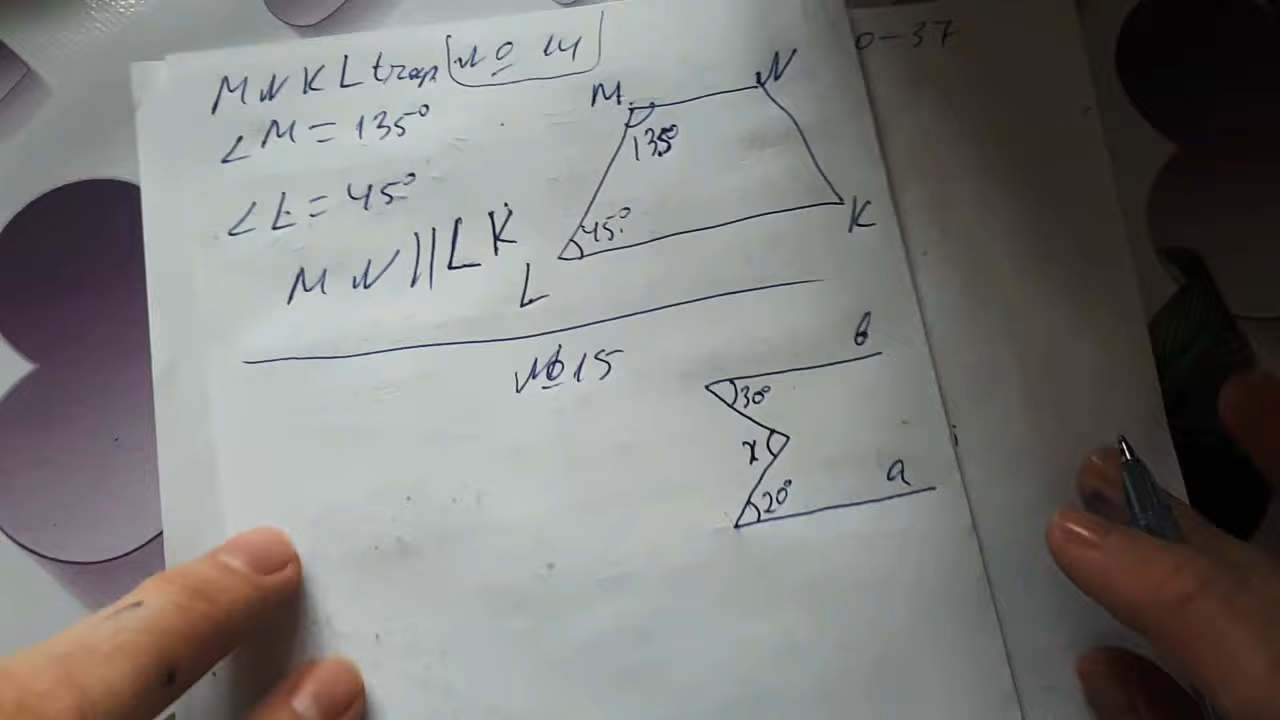 MNKL trap № 14
∠M = 135°
∠L = 45°
MN || LK
M
N
135°
45°
K
L
№ 15
в
30°
x
a
20°
0-37